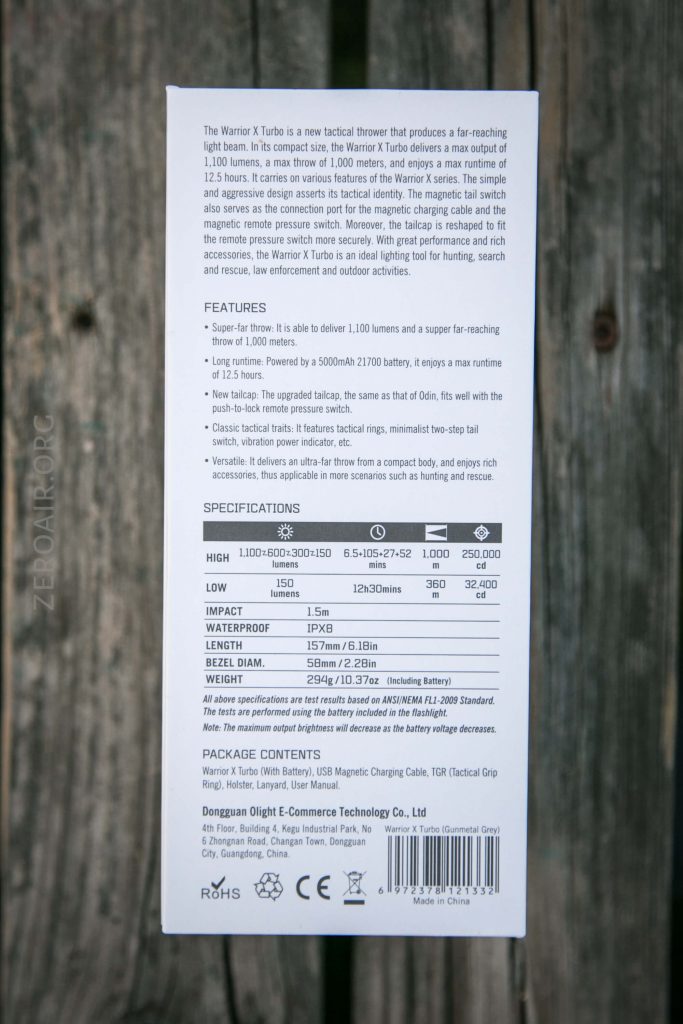 The Warrior X Turbo is a new tactical thrower that produces a far-reaching
light beam. In its compact size, the Warrior X Turbo delivers a max output of
1,100 lumens, a max throw of 1,000 meters, and enjoys a max runtime of
12.5 hours. It carries on various features of the Warrior X series. The simple
and aggressive design asserts its tactical identity. The magnetic tail switch
also serves as the connection port for the magnetic charging cable and the
magnetic remote pressure switch. Moreover, the tailcap is reshaped to fit
the remote pressure switch more securely. With great performance and rich
accessories, the Warrior X Turbo is an ideal lighting tool for hunting, search
and rescue, law enforcement and outdoor activities.
FEATURES
• Super-far throw: It is able to deliver 1,100 lumens and a supper far-reaching
throw of 1,000 meters.
• Long runtime: Powered by a 5000mAh 21700 battery, it enjoys a max runtime
of 12.5 hours.
• New tailcap: The upgraded tailcap, the same as that of Odin, fits well with the
push-to-lock remote pressure switch.
• Classic tactical traits: It features tactical rings, minimalist two-step tail
switch, vibration power indicator, etc.
• Versatile: It delivers an ultra-far throw from a compact body, and enjoys rich
accessories, thus applicable in more scenarios such as hunting and rescue.
SPECIFICATIONS
HIGH 1,100~600~300~150 lumens 6.5+105+27+52 mins 1,000 m 250,000 cd
LOW 150 lumens 12h30mins 360 m 32,400 cd
IMPACT 1.5m
WATERPROOF IPX8
LENGTH 157mm/6.18in
BEZEL DIAM. 58mm/2.28in
WEIGHT 294g/10.37oz (Including Battery)
All above specifications are test results based on ANSI/NEMA FL1-2009 Standard.
The tests are performed using the battery included in the flashlight.
Note: The maximum output brightness will decrease as the battery voltage decreases.
PACKAGE CONTENTS
Warrior X Turbo (With Battery), USB Magnetic Charging Cable, TGR (Tactical Grip
Ring), Holster, Lanyard, User Manual.
Dongguan Olight E-Commerce Technology Co., Ltd
4th Floor, Building 4, Kegu Industrial Park, No
6 Zhongnan Road, Changan Town, Dongguan
City, Guangdong, China.
Warrior X Turbo (Gunmetal Grey)
RoHS
CE
6 972378 121332
Made in China
ZEROAIR.ORG